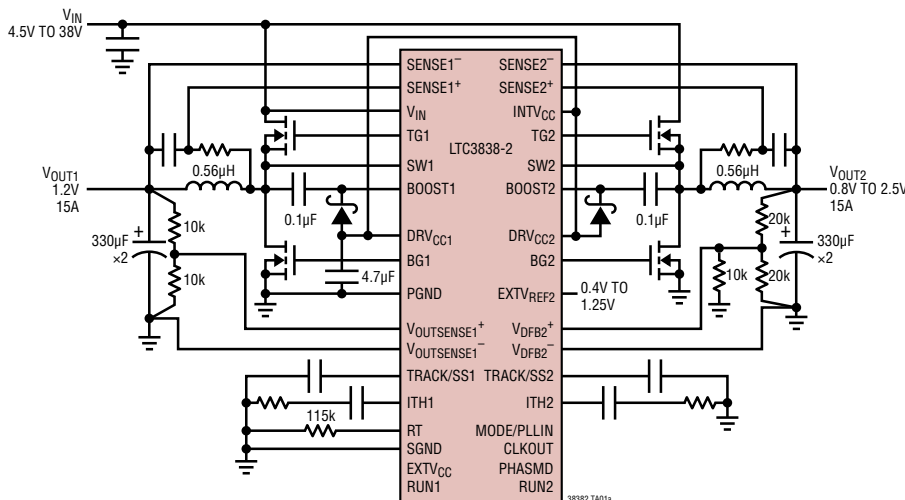 VIN
4.5V TO 38V
SENSE1–
SENSE1+
VIN
TG1
SW1
BOOST1
DRVCC1
BG1
PGND
VOUTSENSE1+
VOUTSENSE1–
TRACK/SS1
ITH1
RT
SGND
EXTVCC
RUN1
LTC3838-2
SENSE2–
SENSE2+
INTVCC
TG2
SW2
BOOST2
DRVCC2
BG2
EXTVREF2
VDFB2+
VDFB2–
TRACK/SS2
ITH2
MODE/PLLIN
CLKOUT
PHASMD
RUN2
VOUT1
1.2V
15A
0.56µH
0.1µF
10k
330µF
×2
+
10k
4.7µF
115k
0.56µH
VOUT2
0.8V TO 2.5V
15A
0.1µF
20k
10k
20k
+
330µF
×2
0.4V TO
1.25V
38382 TA01a